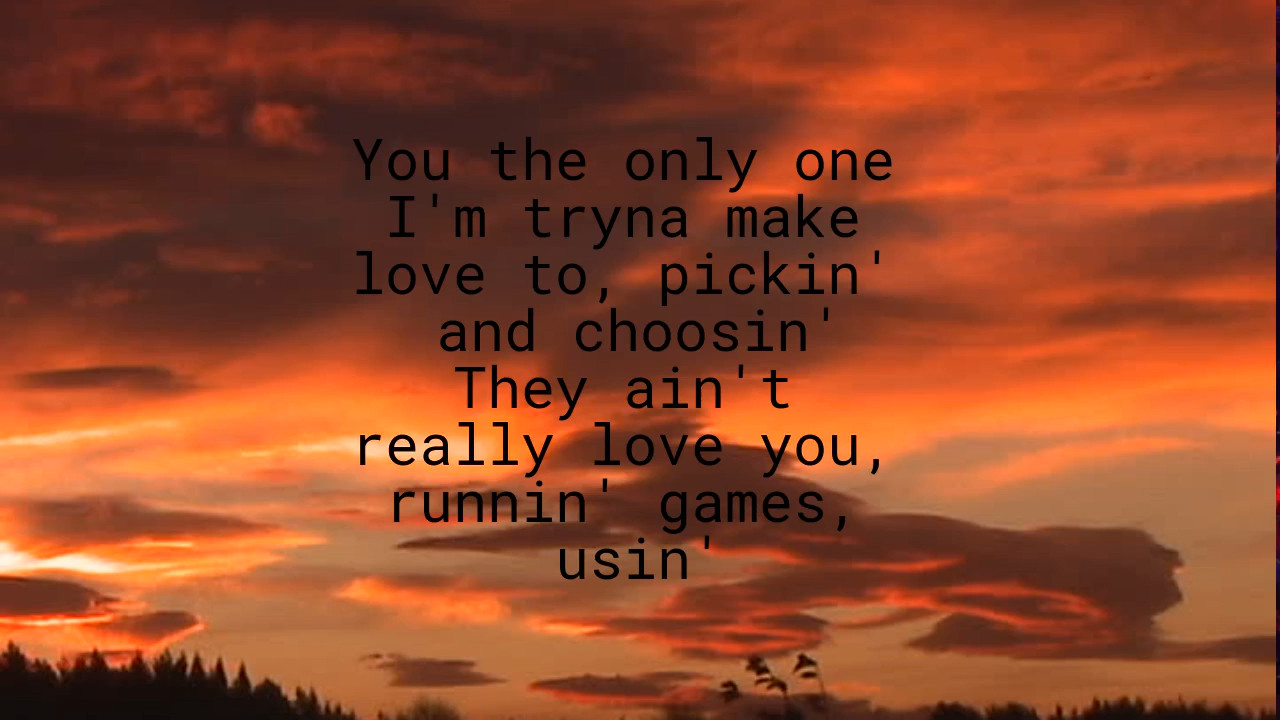 You the only one
I'm tryna make
love to, pickin'
and choosin'
They ain't
really love you,
runnin' games,
usin'